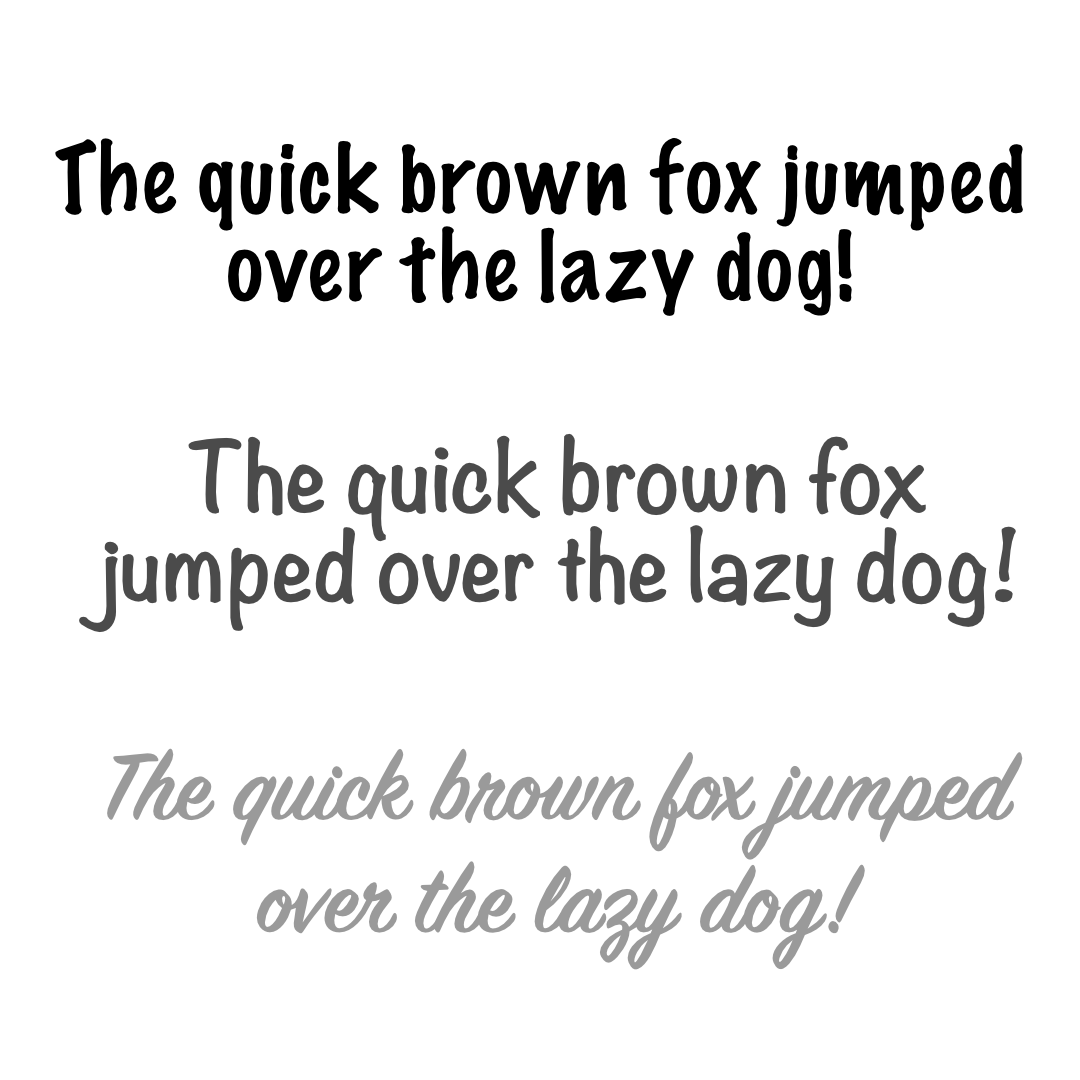 The quick brown fox jumped
over the lazy dog!
The quick brown fox
jumped over the lazy dog!
The quick brown fox jumped
over the lazy dog!